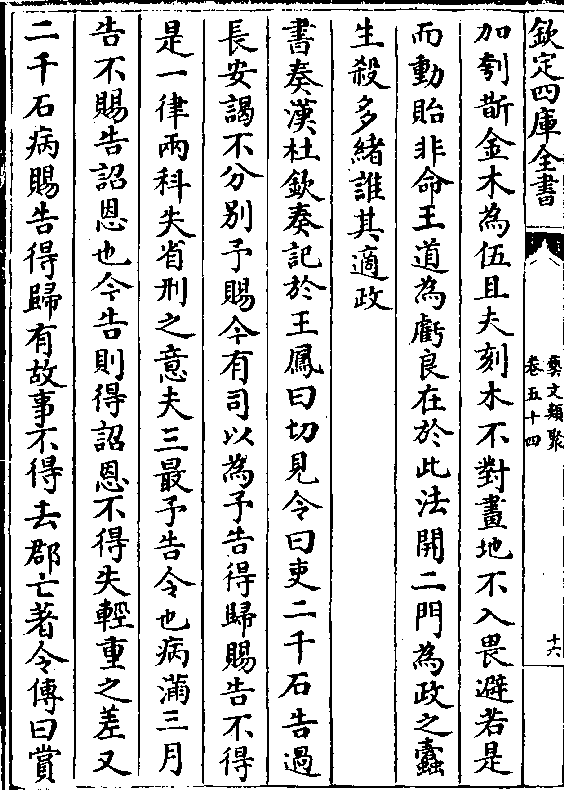 欽定四庫全書
藝文類聚
卷五十四
十六
加刳斮金木為伍且夫刻木不對畫地不入畏避若是
而動貽非命王道為虧良在於此法開二門為政之蠹
生殺多緒誰其適政
書奏漢杜欽奏記於王鳳曰切見令曰吏二千石告過
長安謁不分別予賜今有司以為予告得歸賜告不得
是一律兩科失省刑之意夫三最予告令也病滿三月
告不賜告詔恩也今告則得詔恩不得失輕重之差又
二千石病賜告得歸有故事不得去郡亡著令傳曰賞